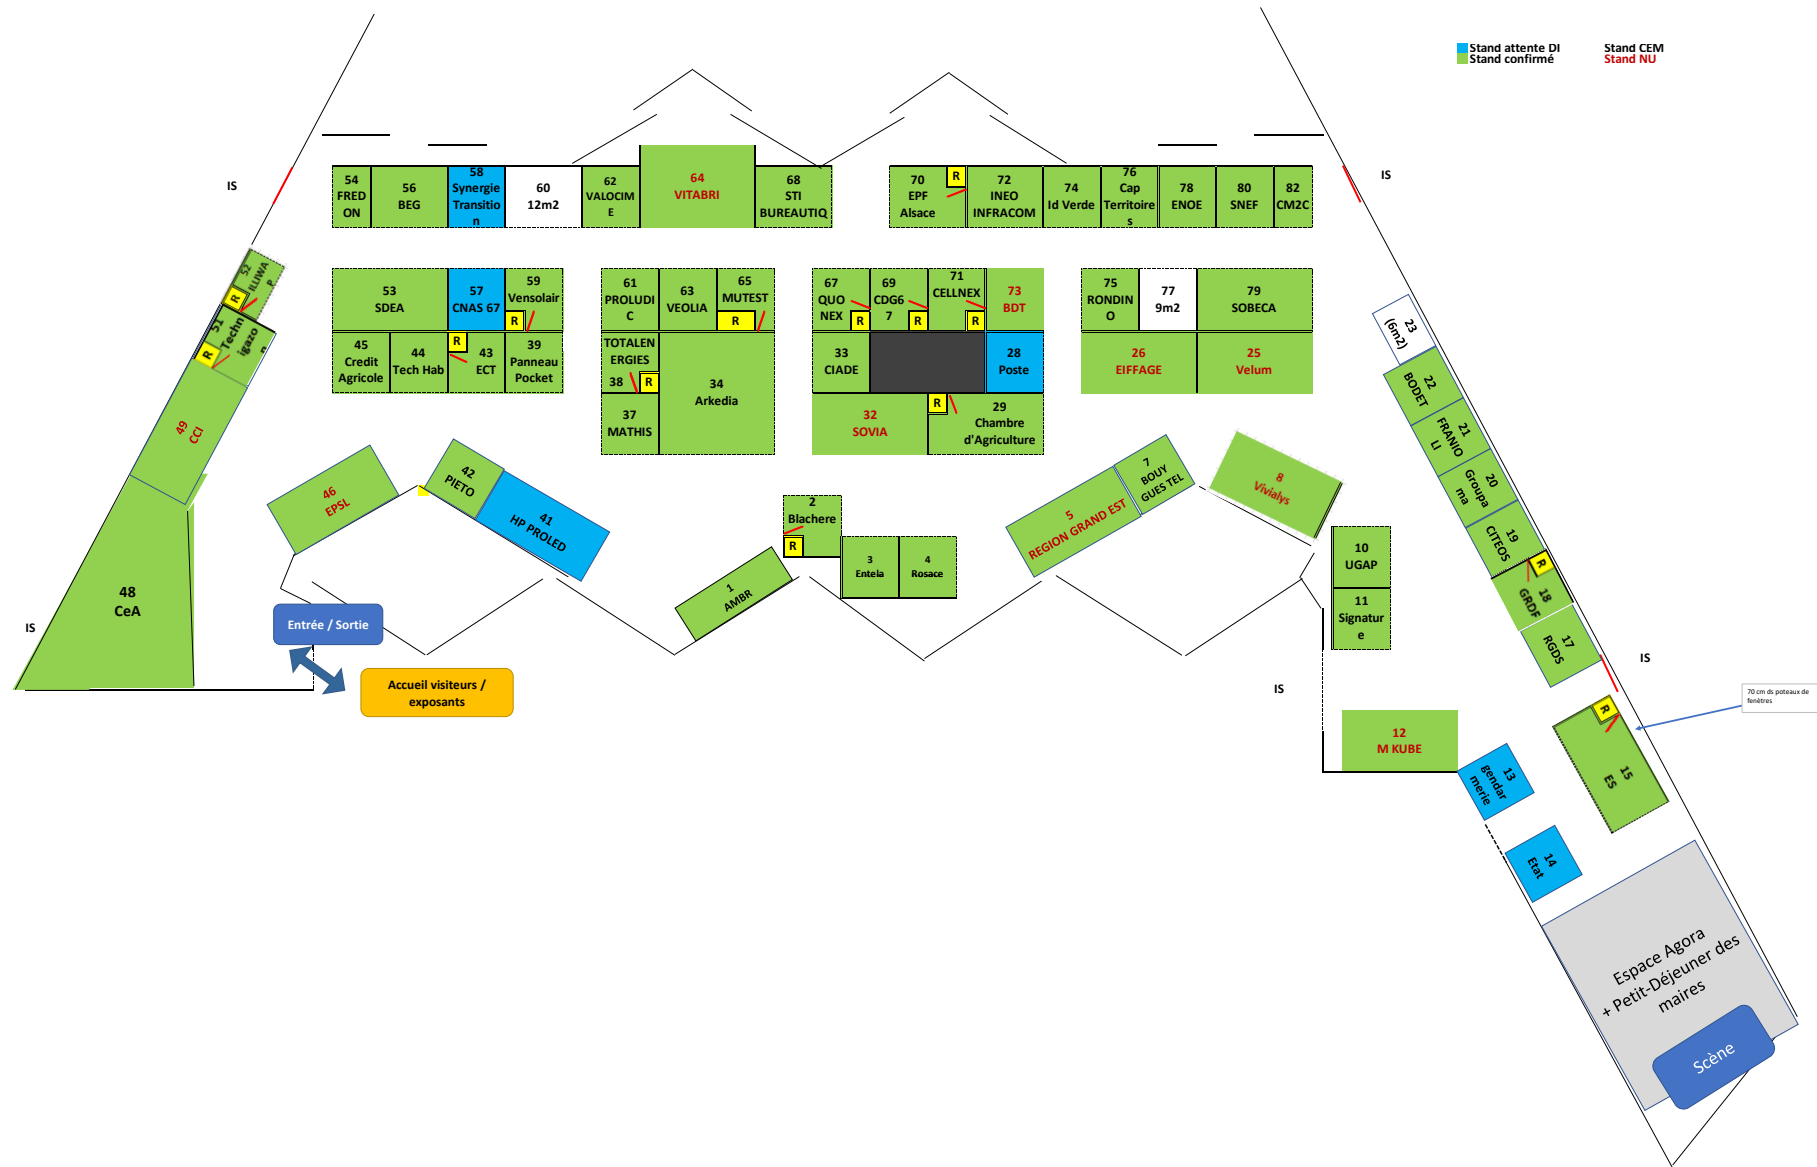 Stand attente DI
Stand CEM
Stand confirmé
Stand NU
IS
IS
54
FRED
ON
56
BEG
58
Synergie
Transitio
n
60
12m2
62
VALOCIM
E
64
VITABRI
68
STI
BUREAUTIQ
70
EPF
Alsace
R
72
INEO
INFRACOM
74
Id Verde
76
Cap
Territoire
s
78
ENOE
80
SNEF
82
CM2C
52
ILLIWA
P
R
51
Techn
igazo
n
R
53
SDEA
57
CNAS 67
59
Vensolair
R
61
PROLUDI
C
63
VEOLIA
65
MUTEST
R
67
QUO
NEX
R
69
CDG6
7
R
71
CELLNEX
R
73
BDT
75
RONDIN
O
77
9m2
79
SOBECA
23
(6m2)
45
Credit
Agricole
44
Tech Hab
R
43
ECT
39
Panneau
Pocket
TOTALEN
ERGIES
38
R
34
Arkedia
37
MATHIS
33
CIADE
28
Poste
32
SOVIA
R
29
Chambre
d'Agriculture
26
EIFFAGE
25
Velum
22
BODET
21
FRANIO
LI
20
Groupa
ma
19
CITEOS
R
18
GRDF
17
RGDS
49
CCI
46
EPSL
42
PIETO
41
HP PROLED
2
Blachere
R
3
Entela
4
Rosace
1
AMBR
5
REGION GRAND EST
7
BOUY
GUES TEL
8
Vivialys
10
UGAP
11
Signatur
e
48
CeA
IS
Entrée / Sortie
Accueil visiteurs /
exposants
IS
IS
70 cm ds poteaux de
fenêtres
12
M KUBE
13
gendar
merie
R
15
ES
14
Etat
Espace Agora
+ Petit-Déjeuner des
maires
Scène